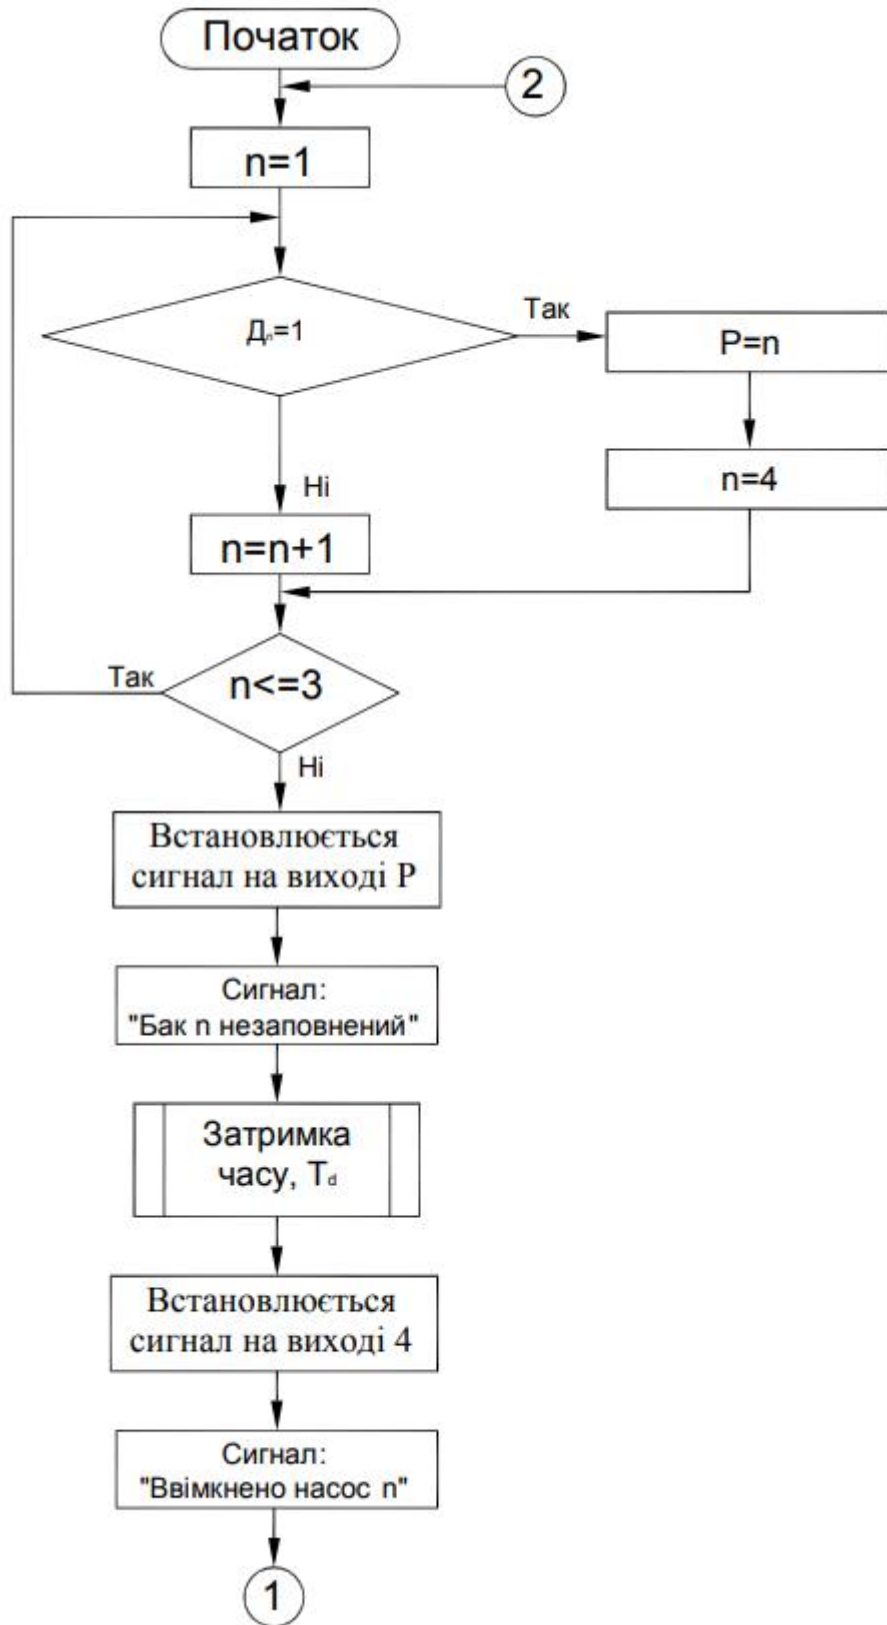 Початок
2
n=1
Дₙ=1
Так
P=n
n=4
Ні
n=n+1
Так
n<=3
Ні
Встановлюється
сигнал на виході P
Сигнал:
"Бак n незаповнений"
Затримка
часу, Td
Встановлюється
сигнал на виході 4
Сигнал:
"Ввімкнено насос n"
1